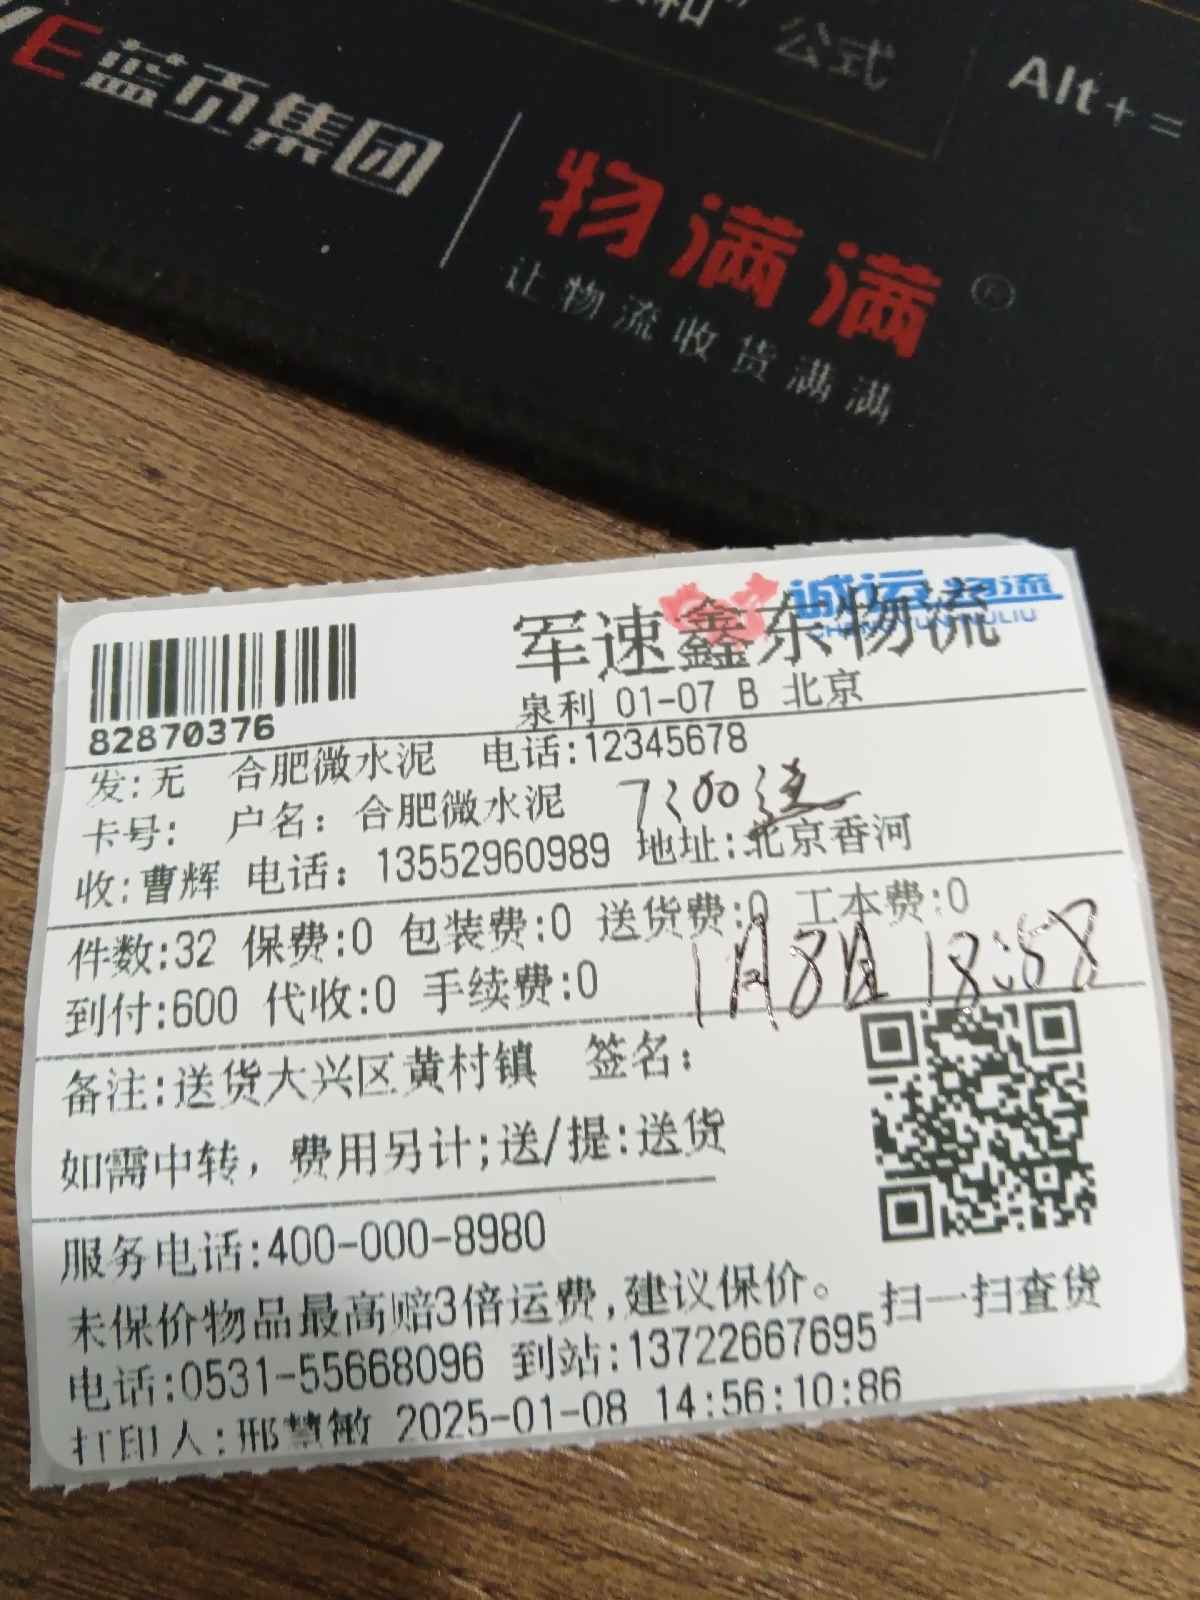 和" 公式
Alt+=
VE蓝页集团
物满满®
让物流收货满满
诚运物流
CHENGYUN WULIU
军速鑫东物流
82870376
泉利 01-07 B 北京
发:无 合肥微水泥 电话:12345678
卡号: 户名: 合肥微水泥
收:曹辉 电话: 13552960989 地址:北京香河
件数:32 保费:0 包装费:0 送货费:0 工本费:0
到付:600 代收:0 手续费:0
1月8日 18:58
备注:送货大兴区黄村镇 签名:
如需中转, 费用另计;送/提:送货
服务电话:400-000-8980
未保价物品最高赔3倍运费,建议保价。
扫一扫查货
电话:0531-55668096 到站:13722667695
打印人:邢慧敏 2025-01-08 14:56:10:86